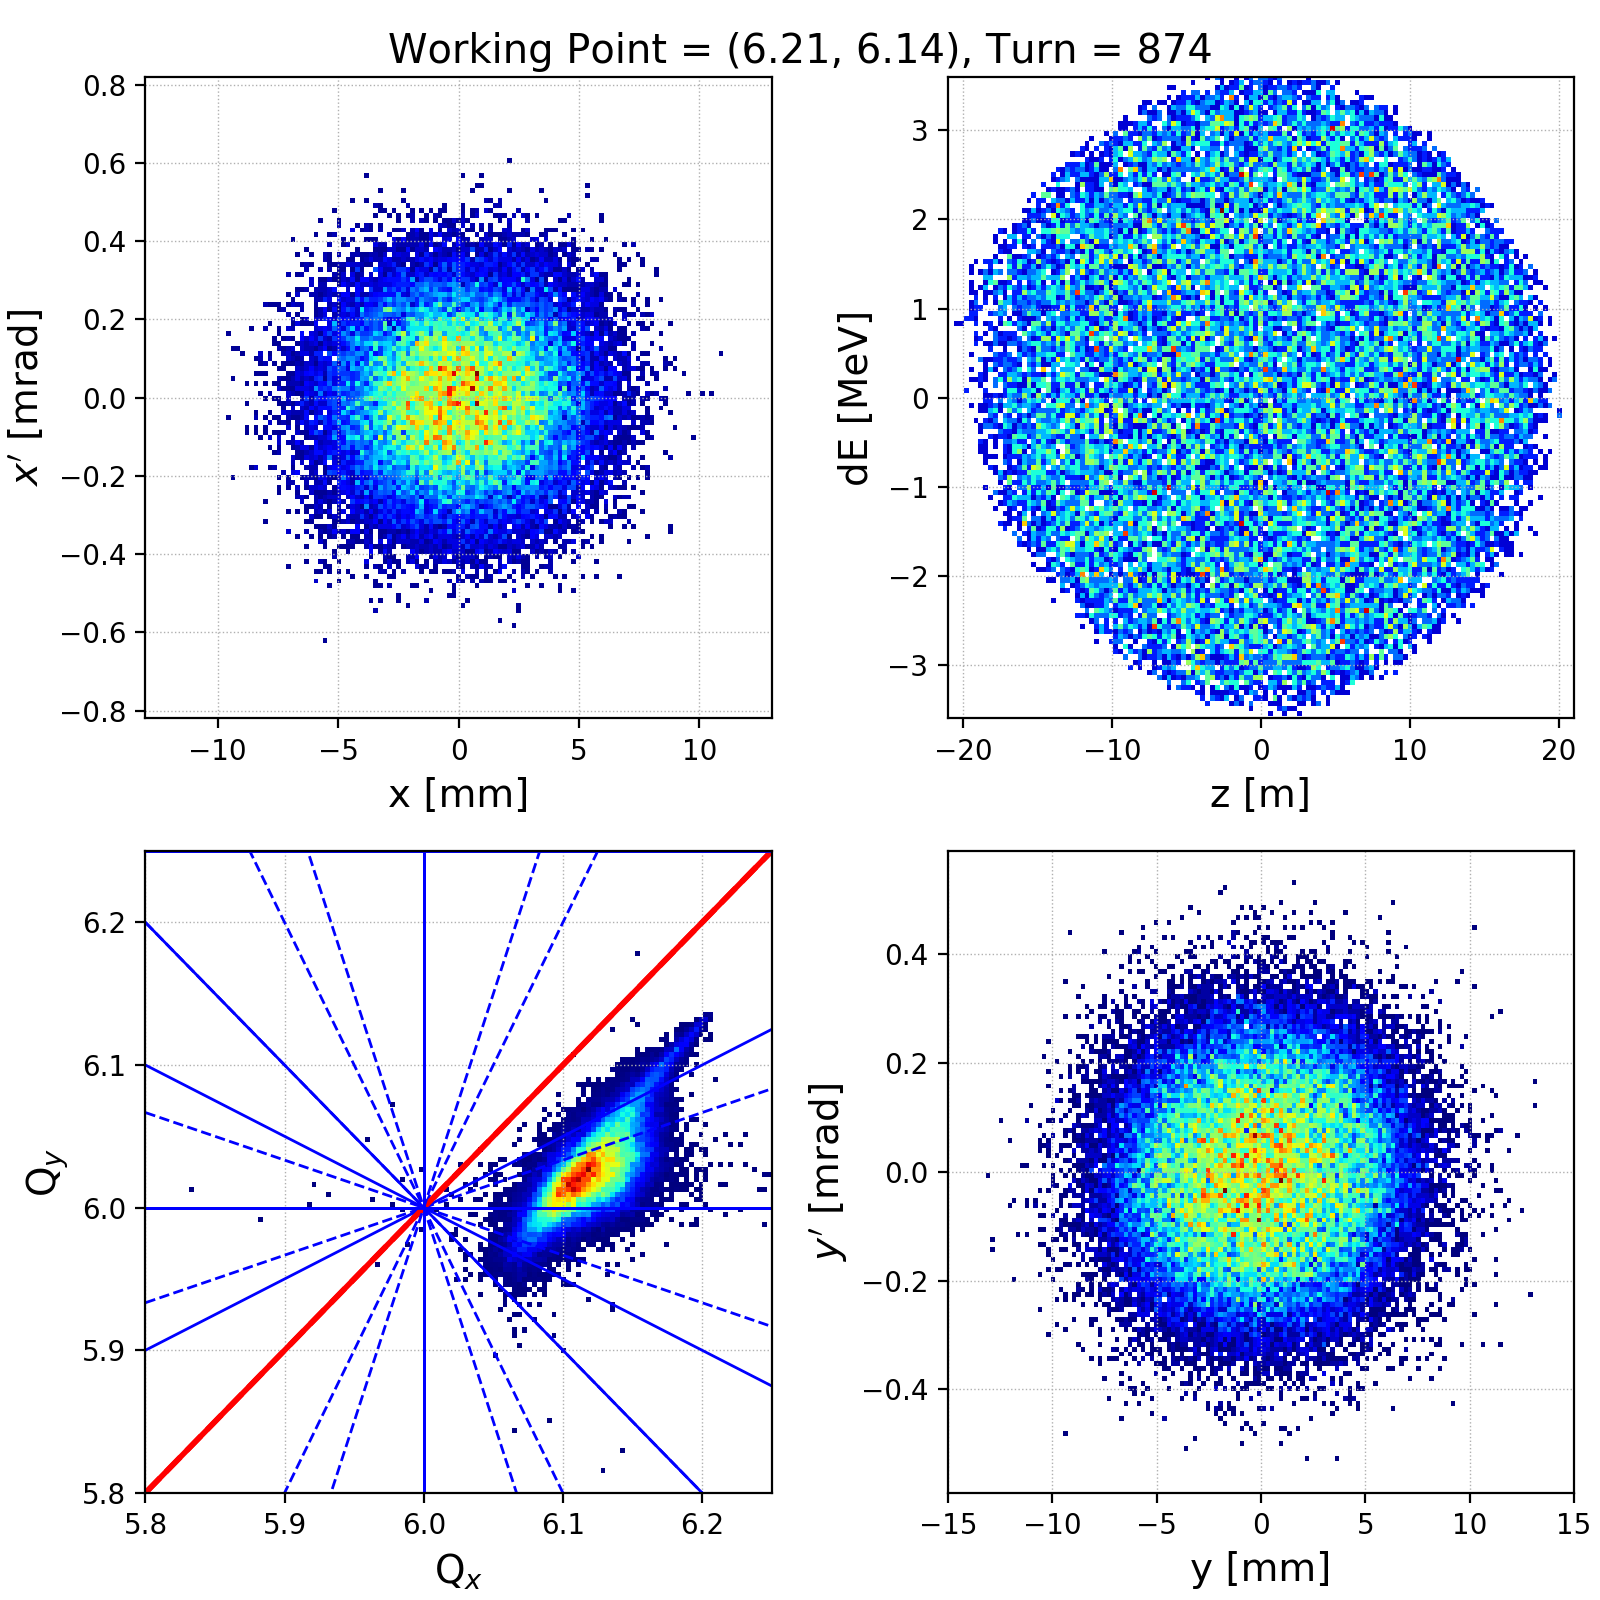 Working Point = (6.21, 6.14), Turn = 874
0.8
0.6
0.4
0.2
0.0
−0.2
−0.4
−0.6
−0.8
x′ [mrad]
−10 −5 0 5 10
x [mm]
3
2
1
0
−1
−2
−3
dE [MeV]
−20 −10 0 10 20
z [m]
6.2
6.1
6.0
5.9
5.8
Qy
5.8 5.9 6.0 6.1 6.2
Qx
0.4
0.2
0.0
−0.2
−0.4
y′ [mrad]
−15 −10 −5 0 5 10 15
y [mm]